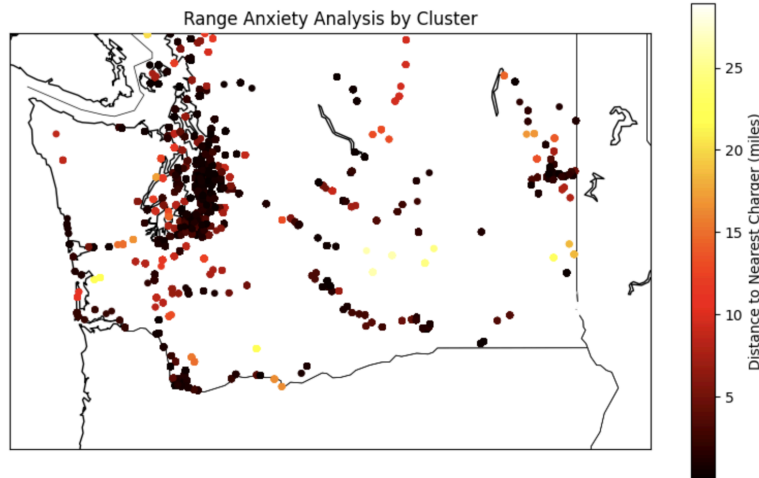 Range Anxiety Analysis by Cluster
25
20
15
10
5
Distance to Nearest Charger (miles)